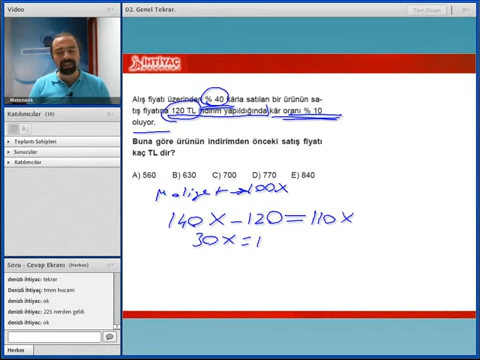 Video
02. Genel Tekrar.
Tam Ekran
Matematik
Katılımcılar (19)
Toplantı Sahipleri
Sunucular
Katılımcılar
Soru - Cevap Ekranı (Herkes)
denizli ihtiyaç: tekrar
denizli ihtiyaç: tmm hocam
denizli ihtiyaç: ok
denizli ihtiyaç: 225 nerden geldi
denizli ihtiyaç: ok
Herkes
İHTİYAÇ
Alış fiyatı üzerinden % 40 kârla satılan bir ürünün sa-
tış fiyatına 120 TL indirim yapıldığında kâr oranı % 10
oluyor.
Buna göre ürünün indirimden önceki satış fiyatı
kaç TL dir?
A) 560 B) 630 C) 700 D) 770 E) 840
Maliyet → 100X
140X - 120 = 110X
30X = 1